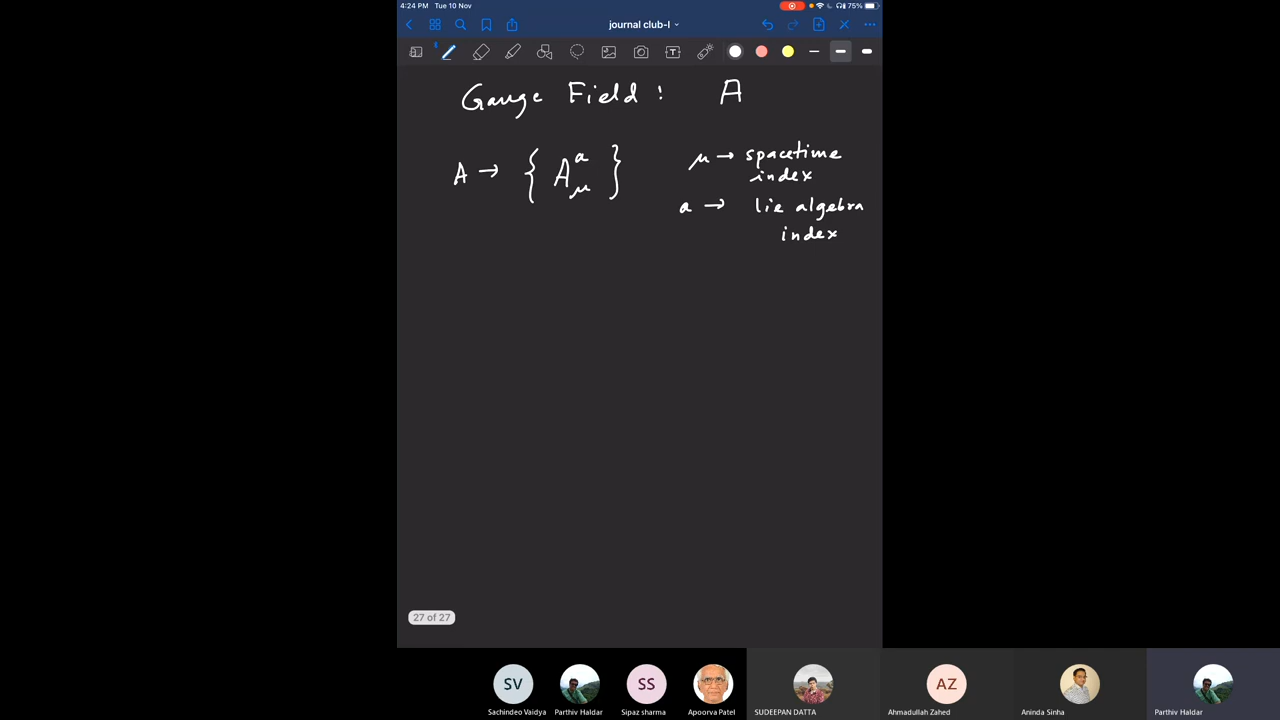 4:24 PM Tue 10 Nov 75%
journal club-I
Gauge Field : A
A → { A^a_μ } μ → spacetime
index
a → lie algebra
index
27 of 27
SV SS AZ
Sachindeo Vaidya Parthiv Haldar Sipaz sharma Apoorva Patel SUDEEPAN DATTA Ahmadullah Zahed Aninda Sinha Parthiv Haldar